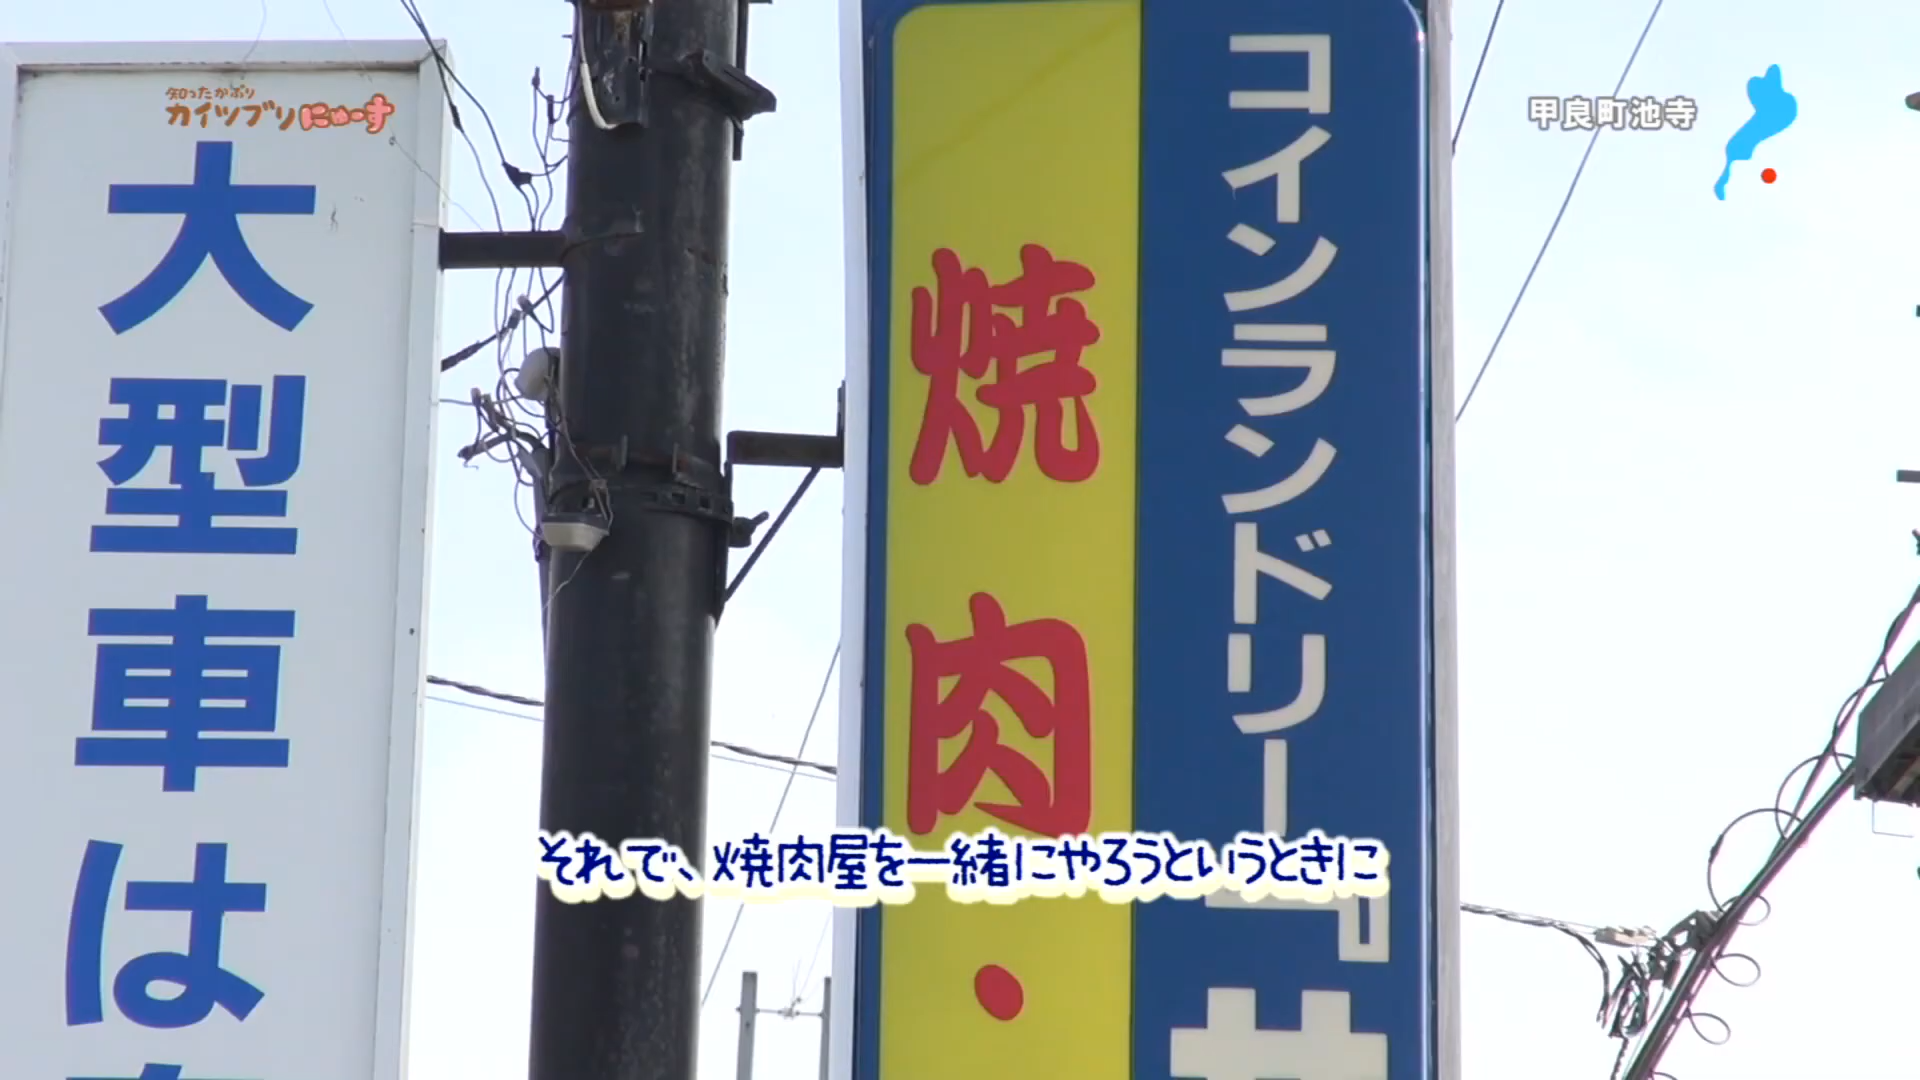 知ったかぶり
カイツブリにゅーす
甲良町池寺
大型車は
焼肉・
コインランドリー
それで、焼肉屋を一緒にやろうというときに